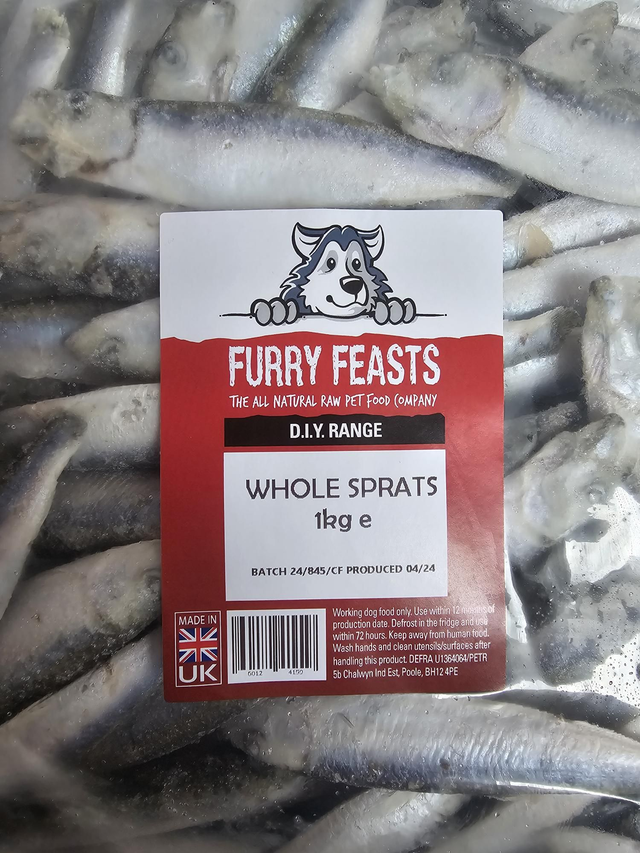 FURRY FEASTS
THE ALL NATURAL RAW PET FOOD COMPANY
D.I.Y. RANGE
WHOLE SPRATS
1kg e
BATCH 24/845/CF PRODUCED 04/24
MADE IN
UK
Working dog food only. Use within 12 months of
production date. Defrost in the fridge and use
within 72 hours. Keep away from human food.
Wash hands and clean utensils/surfaces after
handling this product. DEFRA U1364064/PETR
5b Chalwyn Ind Est, Poole, BH12 4PE